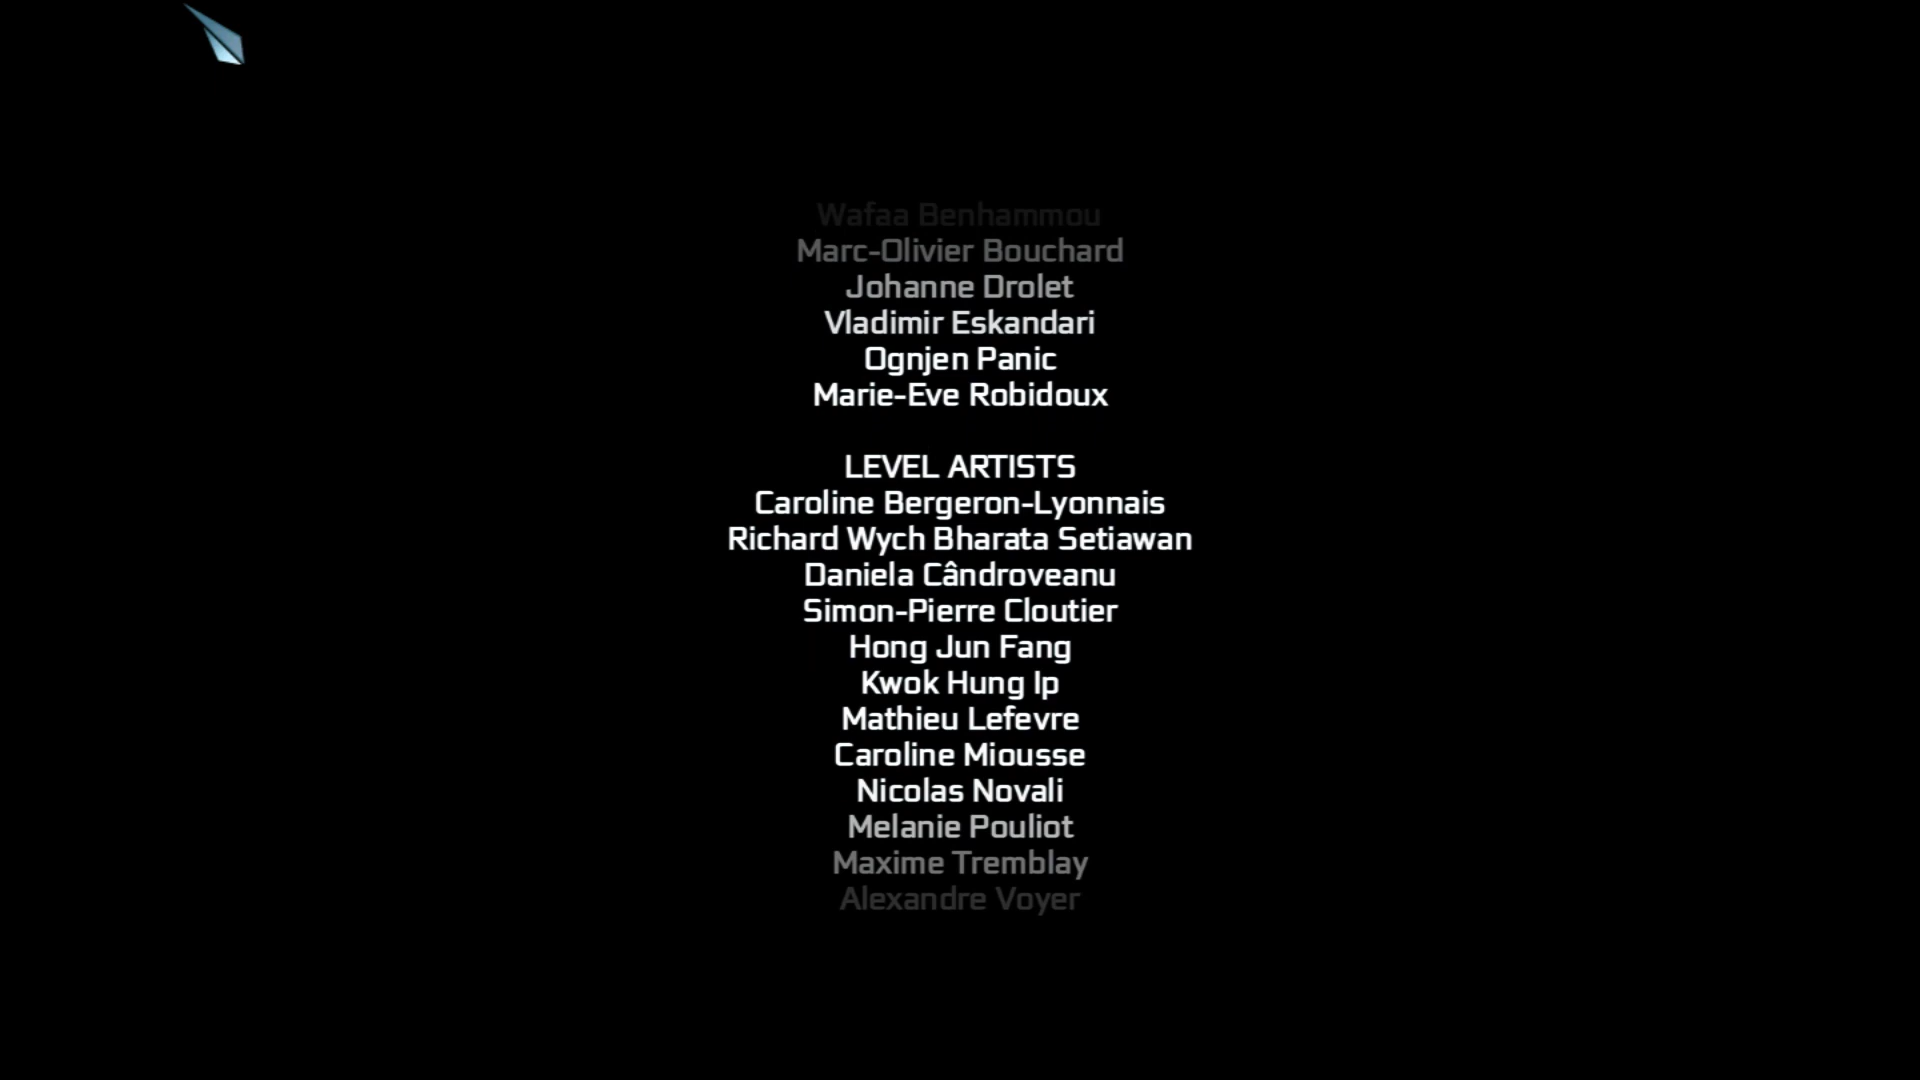 Wafaa Benhammou
Marc-Olivier Bouchard
Johanne Drolet
Vladimir Eskandari
Ognjen Panic
Marie-Eve Robidoux
LEVEL ARTISTS
Caroline Bergeron-Lyonnais
Richard Wych Bharata Setiawan
Daniela Cândroveanu
Simon-Pierre Cloutier
Hong Jun Fang
Kwok Hung Ip
Mathieu Lefevre
Caroline Miousse
Nicolas Novali
Melanie Pouliot
Maxime Tremblay
Alexandre Voyer